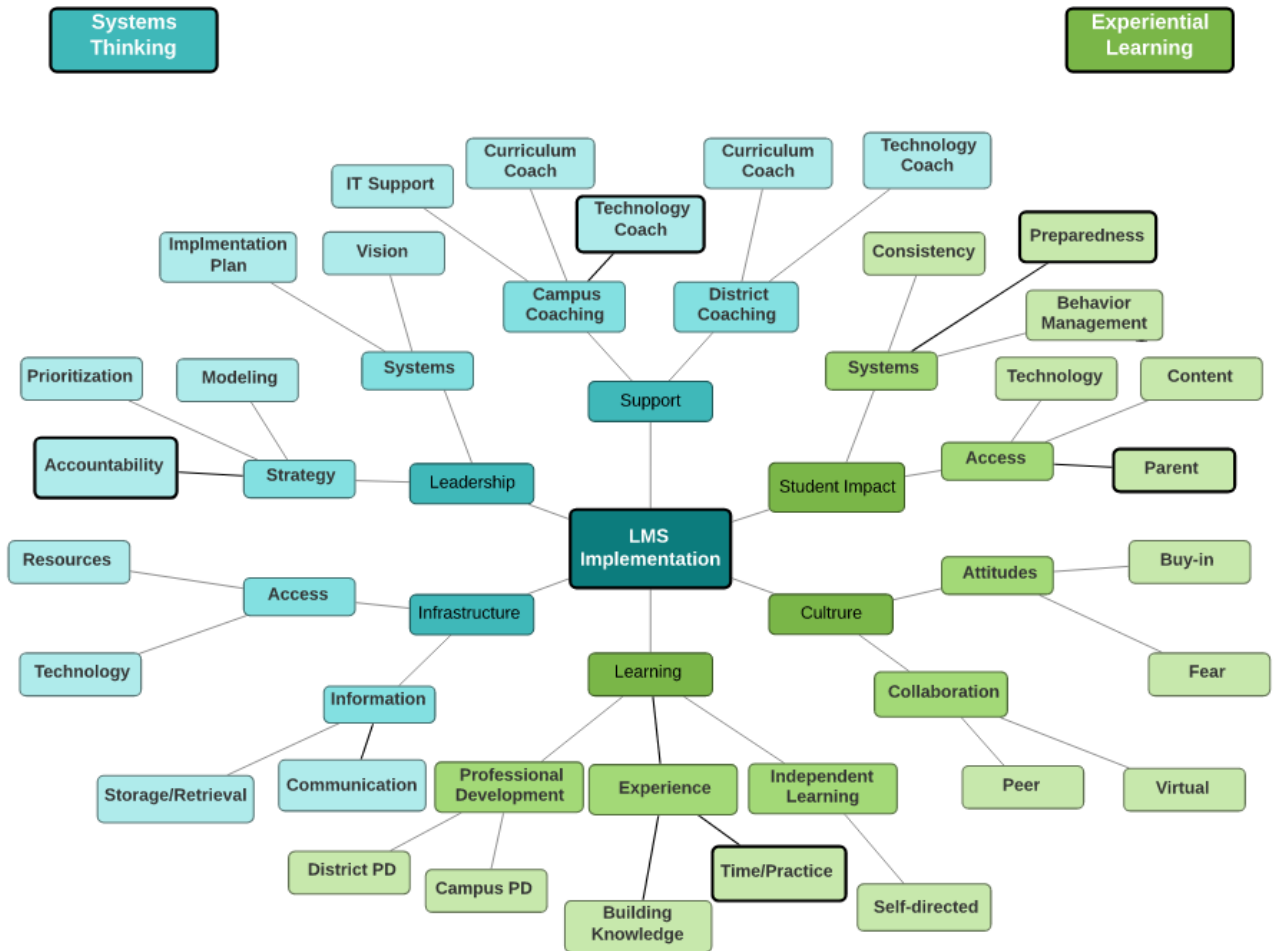 Systems
Thinking
Experiential
Learning
Curriculum
Coach
Curriculum
Coach
Technology
Coach
IT Support
Technology
Coach
Implmentation
Plan
Vision
Consistency
Preparedness
Campus
Coaching
District
Coaching
Behavior
Management
Prioritization
Modeling
Systems
Systems
Technology
Content
Support
Accountability
Strategy
Leadership
Student Impact
Access
Parent
LMS
Implementation
Resources
Access
Infrastructure
Cultrure
Attitudes
Buy-in
Technology
Learning
Fear
Information
Collaboration
Storage/Retrieval
Communication
Professional
Development
Experience
Independent
Learning
Peer
Virtual
District PD
Campus PD
Time/Practice
Building
Knowledge
Self-directed